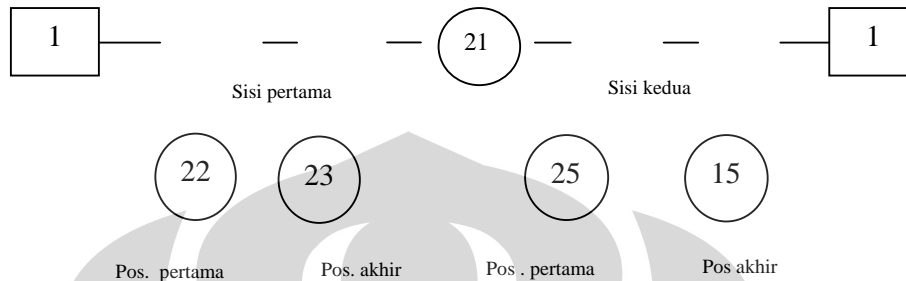 1 21 1
Sisi pertama Sisi kedua
22 23 25 15
Pos. pertama Pos. akhir Pos . pertama Pos akhir